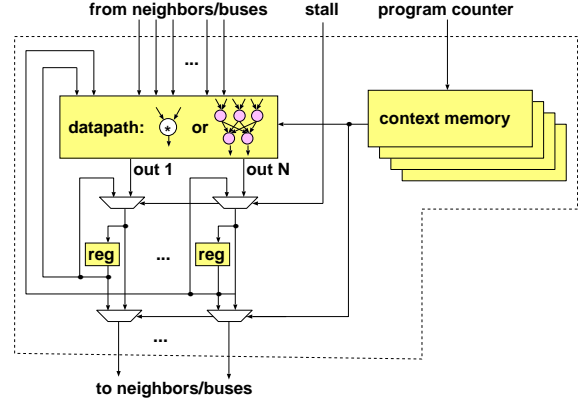 from neighbors/buses
stall
program counter
...
datapath:
*
or
context memory
out 1
out N
reg
...
reg
...
to neighbors/buses